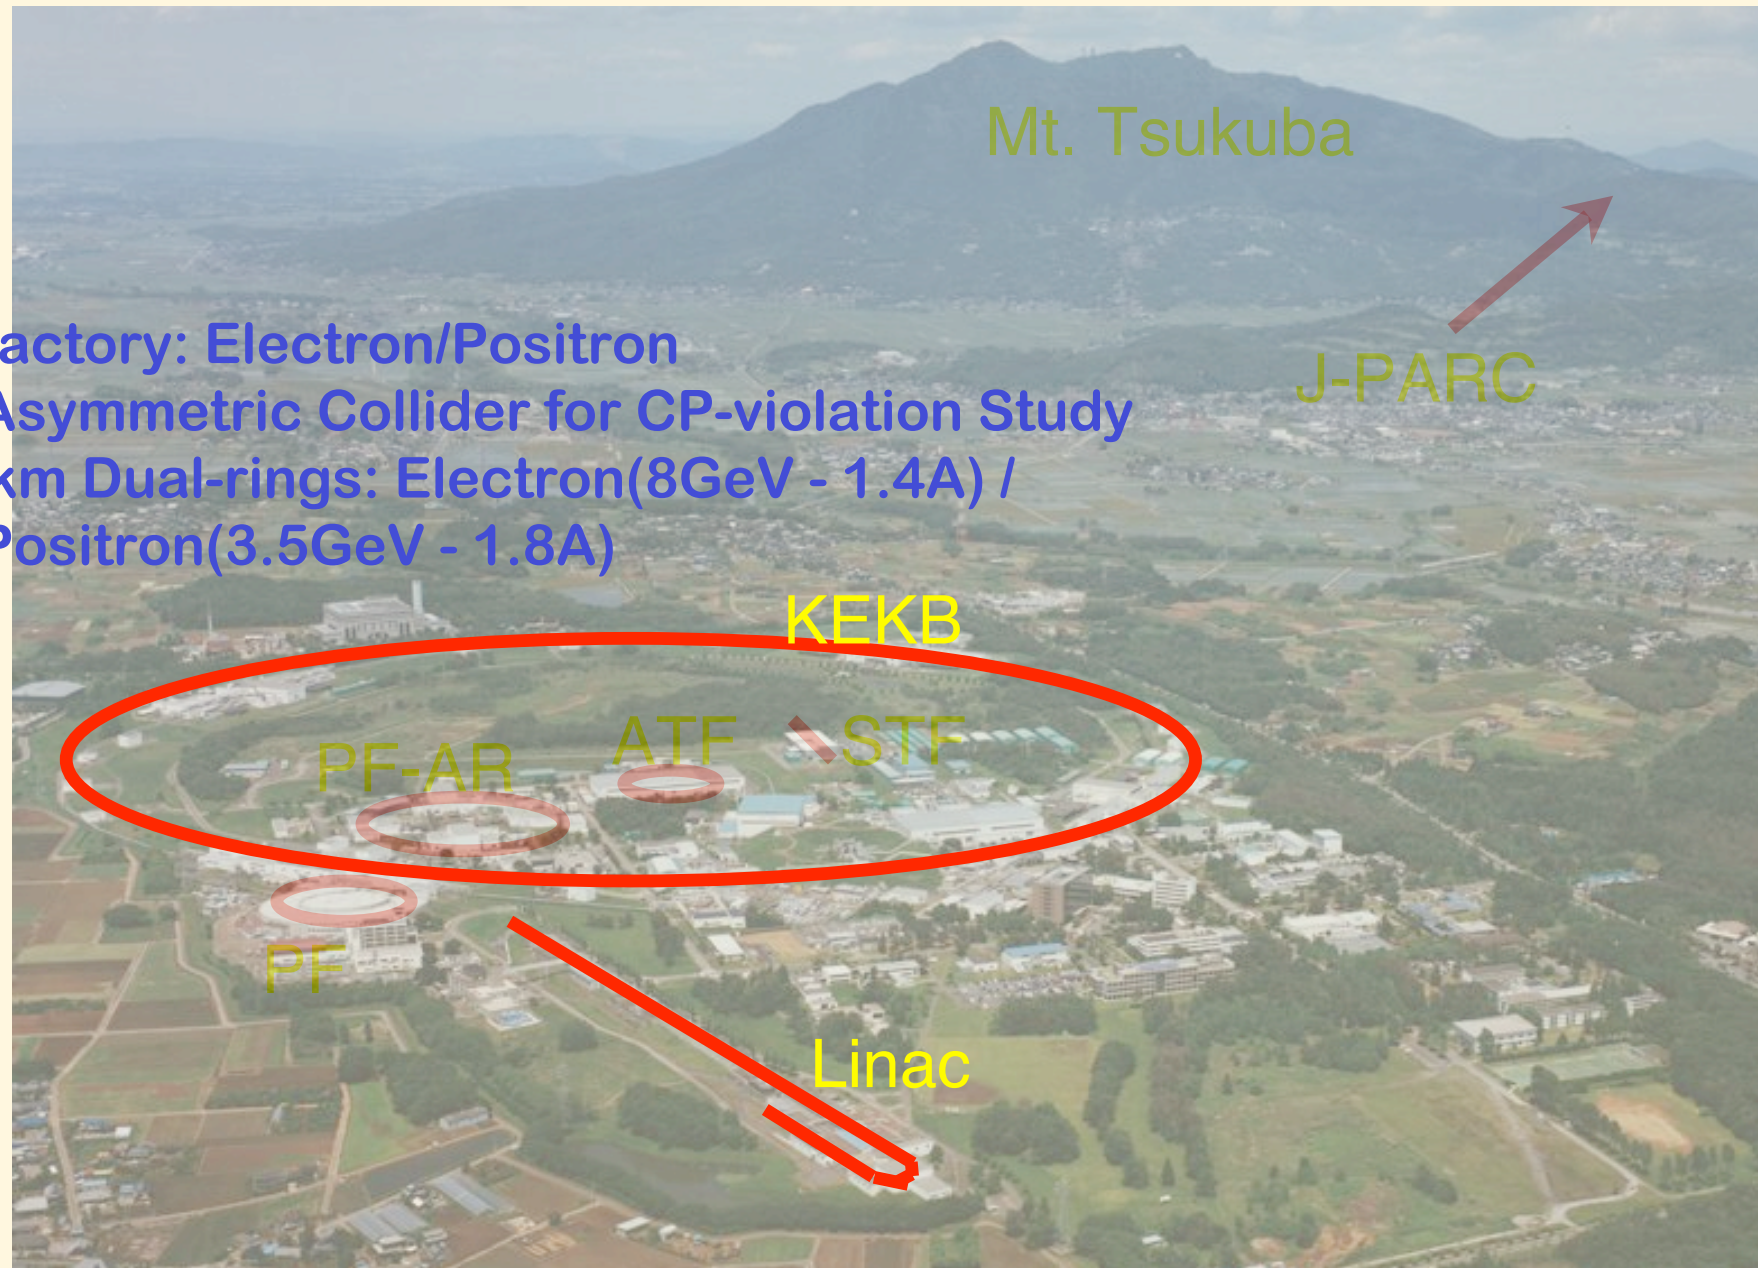 Mt. Tsukuba
actory: Electron/Positron
Asymmetric Collider for CP-violation Study
J-PARC
km Dual-rings: Electron(8GeV - 1.4A) /
Positron(3.5GeV - 1.8A)
KEKB
ATF
STF
PF-AR
PF
Linac